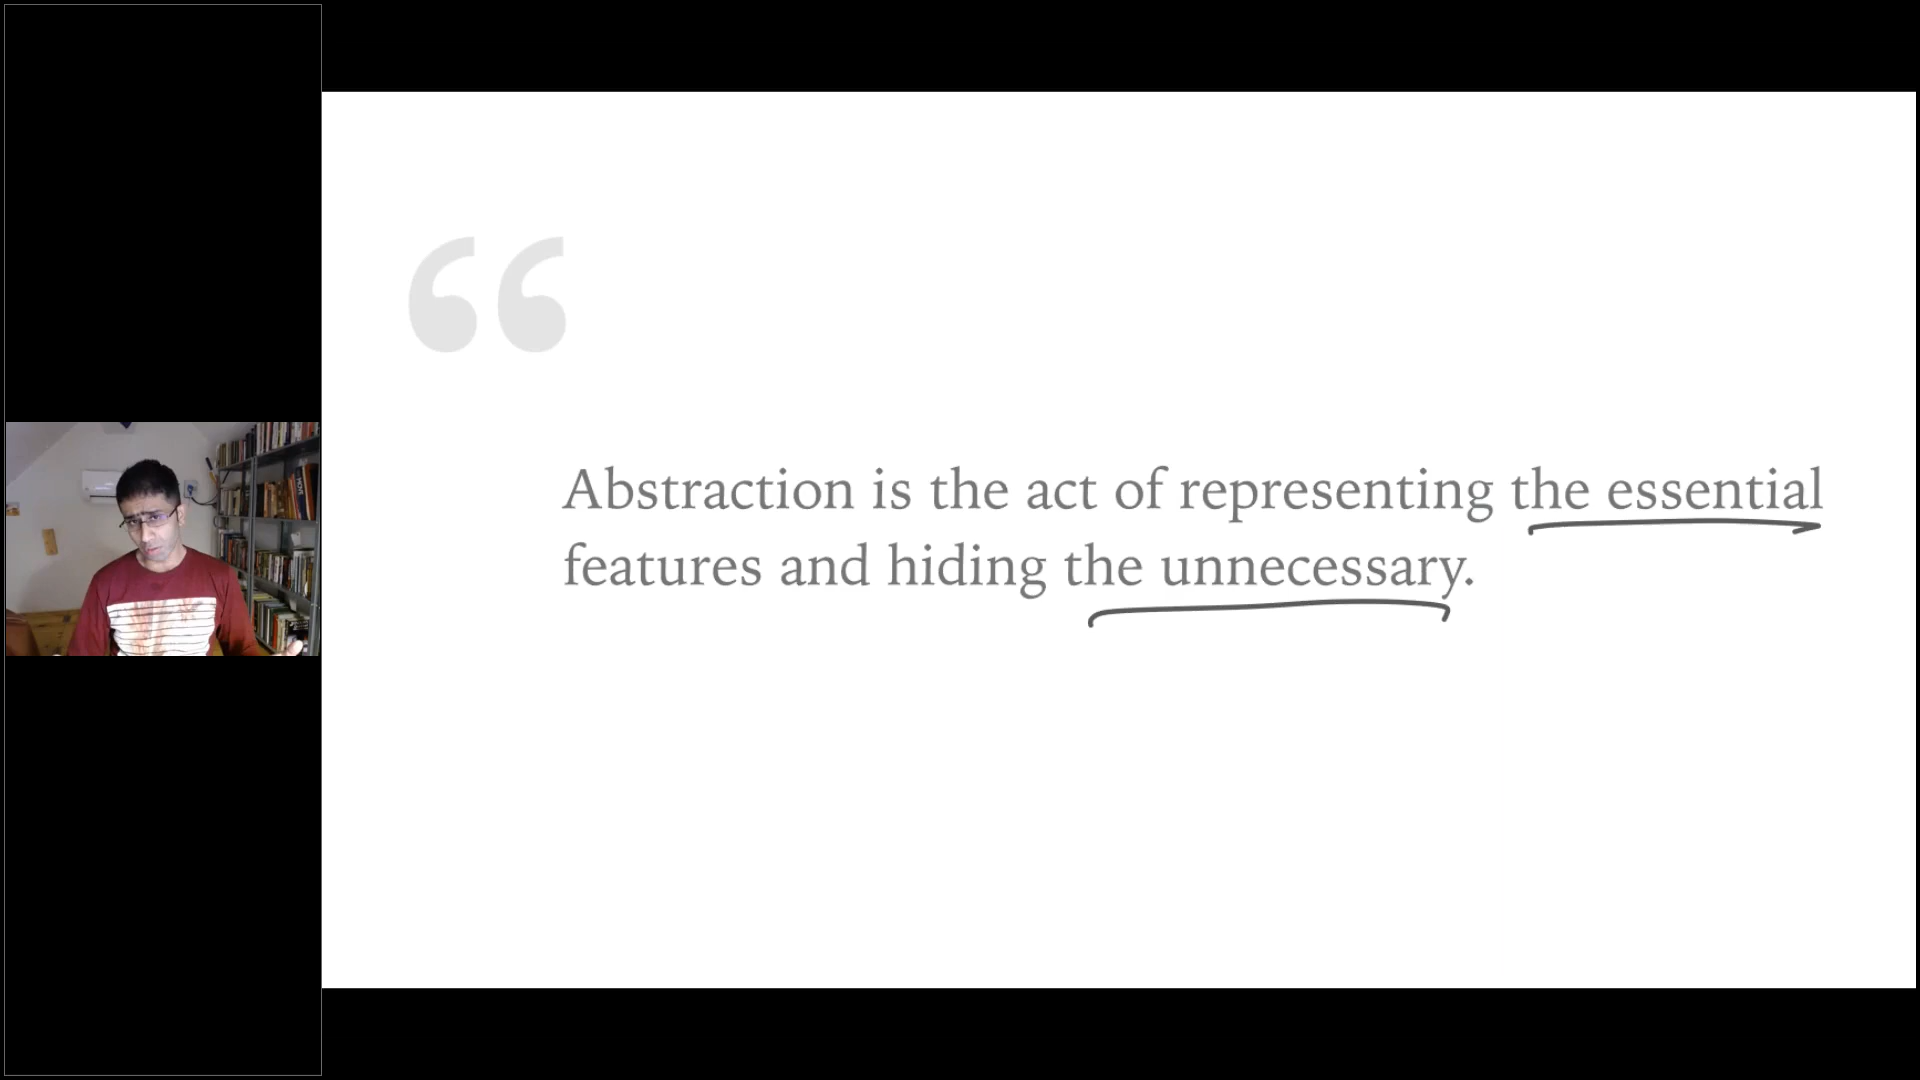 “
Abstraction is the act of representing the essential
features and hiding the unnecessary.